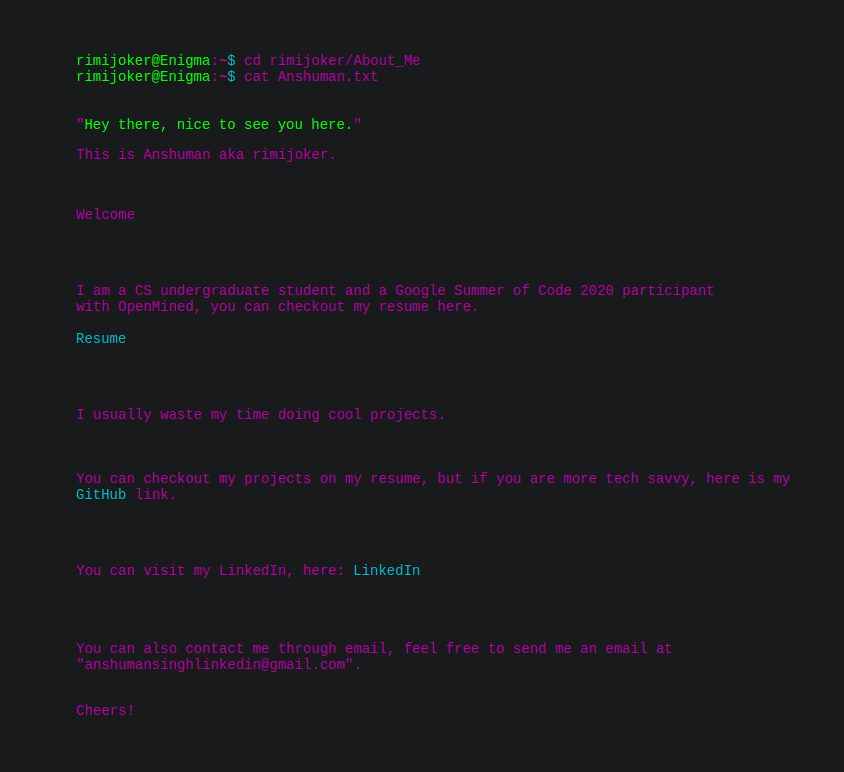 rimijoker@Enigma:~$ cd rimijoker/About_Me
rimijoker@Enigma:~$ cat Anshuman.txt
"Hey there, nice to see you here."
This is Anshuman aka rimijoker.
Welcome
I am a CS undergraduate student and a Google Summer of Code 2020 participant
with OpenMined, you can checkout my resume here.
Resume
I usually waste my time doing cool projects.
You can checkout my projects on my resume, but if you are more tech savvy, here is my
GitHub link.
You can visit my LinkedIn, here: LinkedIn
You can also contact me through email, feel free to send me an email at
"anshumansinghlinkedin@gmail.com".
Cheers!